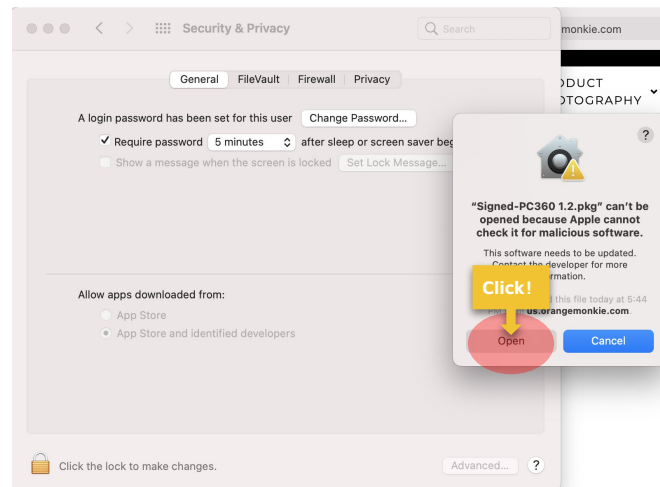 Security & Privacy
Search
monkie.com
General FileVault Firewall Privacy
DUCT
OTOGRAPHY
A login password has been set for this user Change Password...
Require password 5 minutes after sleep or screen saver beg
Show a message when the screen is locked Set Lock Message...
?
"Signed-PC360 1.2.pkg" can't be
opened because Apple cannot
check it for malicious software.
This software needs to be updated.
Contact the developer for more
rmation.
Click!
this file today at 5:44
us.orangemonkie.com.
Open Cancel
Allow apps downloaded from:
App Store
App Store and identified developers
Click the lock to make changes.
Advanced... ?